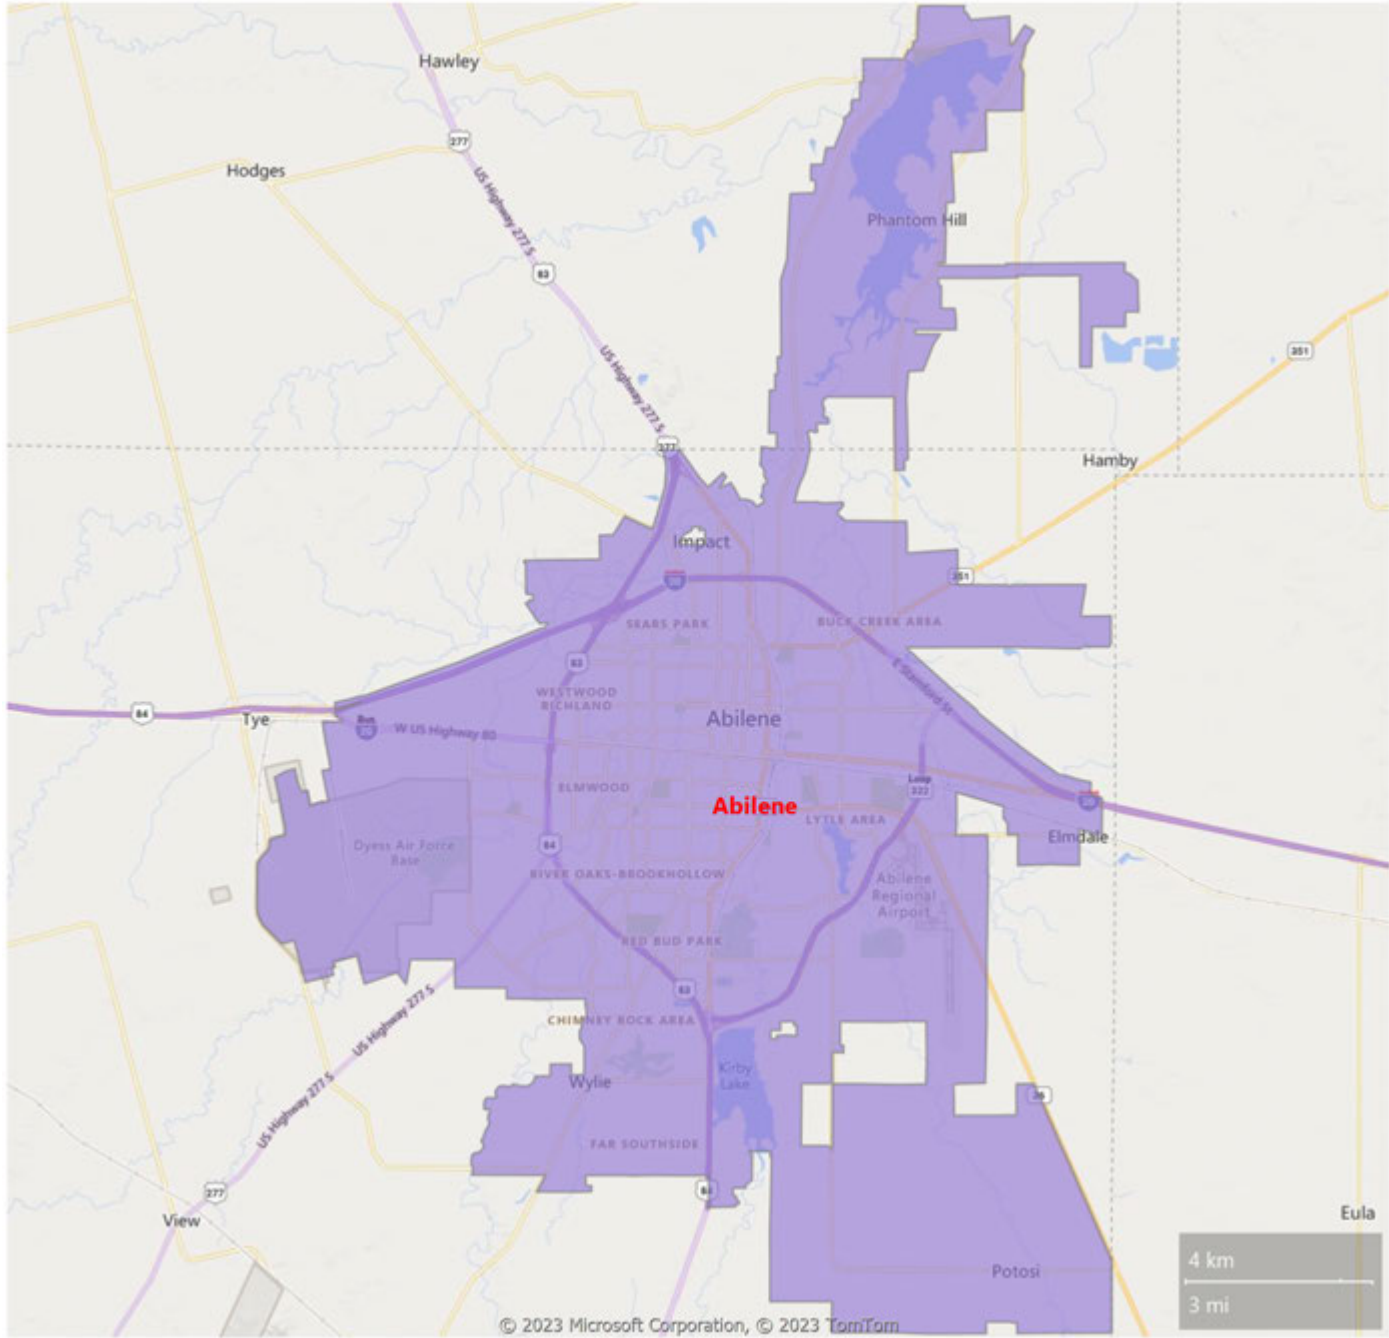 Hawley
277
Hodges
US Highway 277 S
Phantom Hill
83
351
US Highway 277 S
277
Hamby
Impact
351
20
SEARS PARK
BUCK CREEK AREA
83
E Stamford St
WESTWOOD
RICHLAND
84
Tye
Bus
20
W US Highway 80
Abilene
ELMWOOD
Loop
322
20
Abilene
LYTLE AREA
Elmdale
84
Dyess Air Force
Base
RIVER OAKS-BROOKHOLLOW
Abilene
Regional
Airport
RED BUD PARK
83
US Highway 277 S
CHIMNEY ROCK AREA
Kirby
Lake
Wylie
36
US Highway 277 S
FAR SOUTHSIDE
277
84
View
Eula
4 km
Potosi
3 mi
© 2023 Microsoft Corporation, © 2023 TomTom